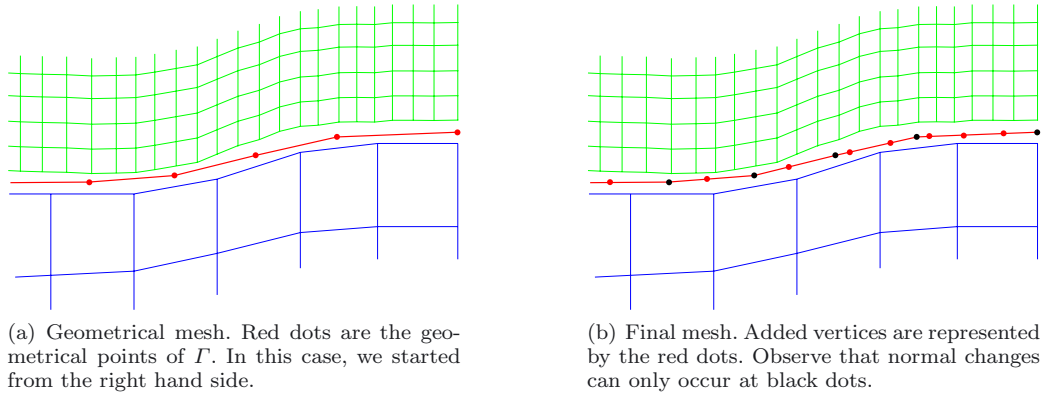 (a) Geometrical mesh. Red dots are the geo-
metrical points of Γ. In this case, we started
from the right hand side.
(b) Final mesh. Added vertices are represented
by the red dots. Observe that normal changes
can only occur at black dots.